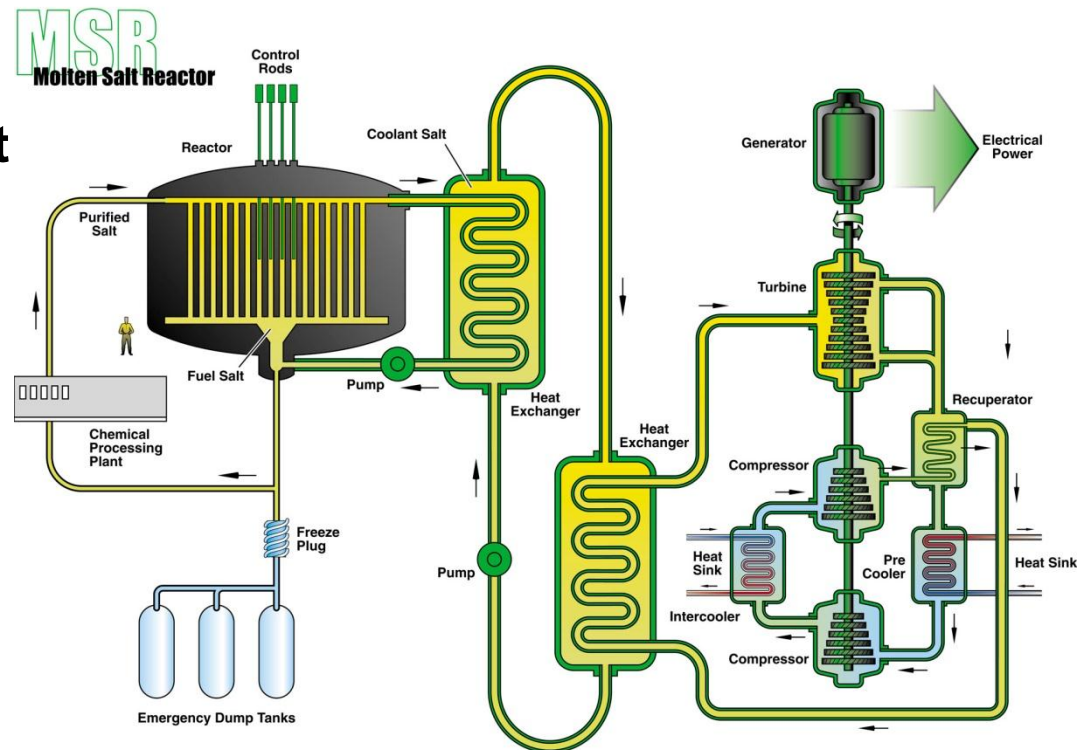 MSR
Molten Salt Reactor
t
Control
Rods
Reactor
Coolant Salt
Purified
Salt
Fuel Salt
Pump
Heat
Exchanger
Chemical
Processing
Plant
Freeze
Plug
Emergency Dump Tanks
Pump
Heat
Exchanger
Generator
Electrical
Power
Turbine
Recuperator
Compressor
Heat
Sink
Intercooler
Pre
Cooler
Heat Sink
Compressor